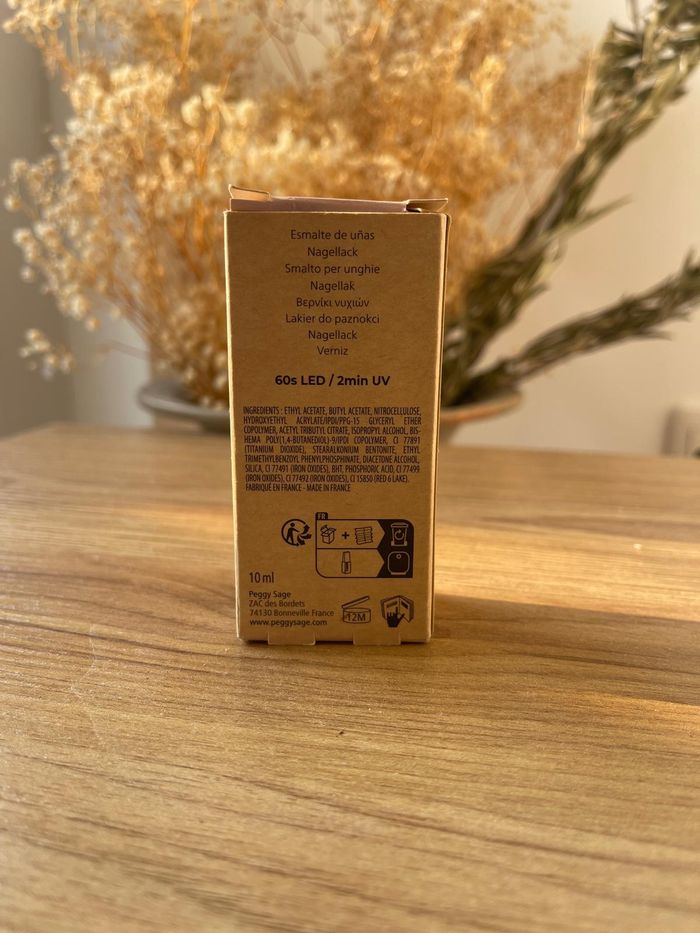 Esmalte de uñas
Nagellack
Smalto per unghie
Nagellak
Βερνίκι νυχιών
Lakier do paznokci
Nagellack
Verniz
60s LED / 2min UV
INGREDIENTS : ETHYL ACETATE, BUTYL ACETATE, NITROCELLULOSE,
HYDROXYETHYL ACRYLATE/IPDI/PPG-15 GLYCERYL ETHER
COPOLYMER, ACETYL TRIBUTYL CITRATE, ISOPROPYL ALCOHOL, BIS-
HEMA POLY(1,4-BUTANEDIOL)-9/IPDI COPOLYMER, CI 77891
(TITANIUM DIOXIDE), STEARALKONIUM BENTONITE, ETHYL
TRIMETHYLBENZOYL PHENYLPHOSPHINATE, DIACETONE ALCOHOL,
SILICA, CI 77491 (IRON OXIDES), BHT, PHOSPHORIC ACID, CI 77499
(IRON OXIDES), CI 77492 (IRON OXIDES), CI 15850 (RED 6 LAKE).
FABRIQUÉ EN FRANCE - MADE IN FRANCE
FR
+
10 ml
Peggy Sage
ZAC des Bordets
74130 Bonneville France
www.peggysage.com
12M